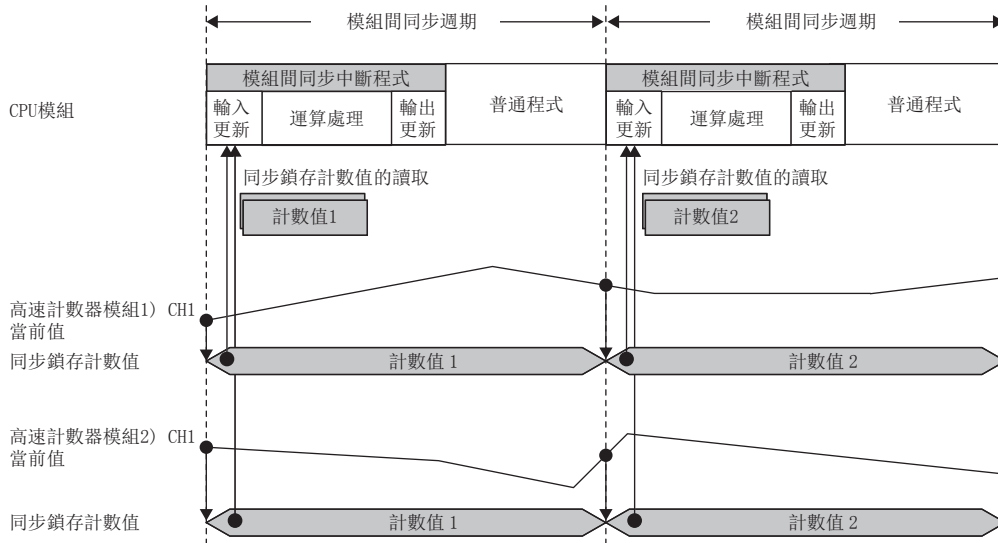 模組間同步週期
模組間同步週期
模組間同步中斷程式
模組間同步中斷程式
CPU模組
輸入
更新
運算處理
輸出
更新
普通程式
輸入
更新
運算處理
輸出
更新
普通程式
同步鎖存計數值的讀取
同步鎖存計數值的讀取
計數值1
計數值2
高速計數器模組1) CH1
當前值
同步鎖存計數值
計數值 1
計數值 2
高速計數器模組2) CH1
當前值
同步鎖存計數值
計數值 1
計數值 2